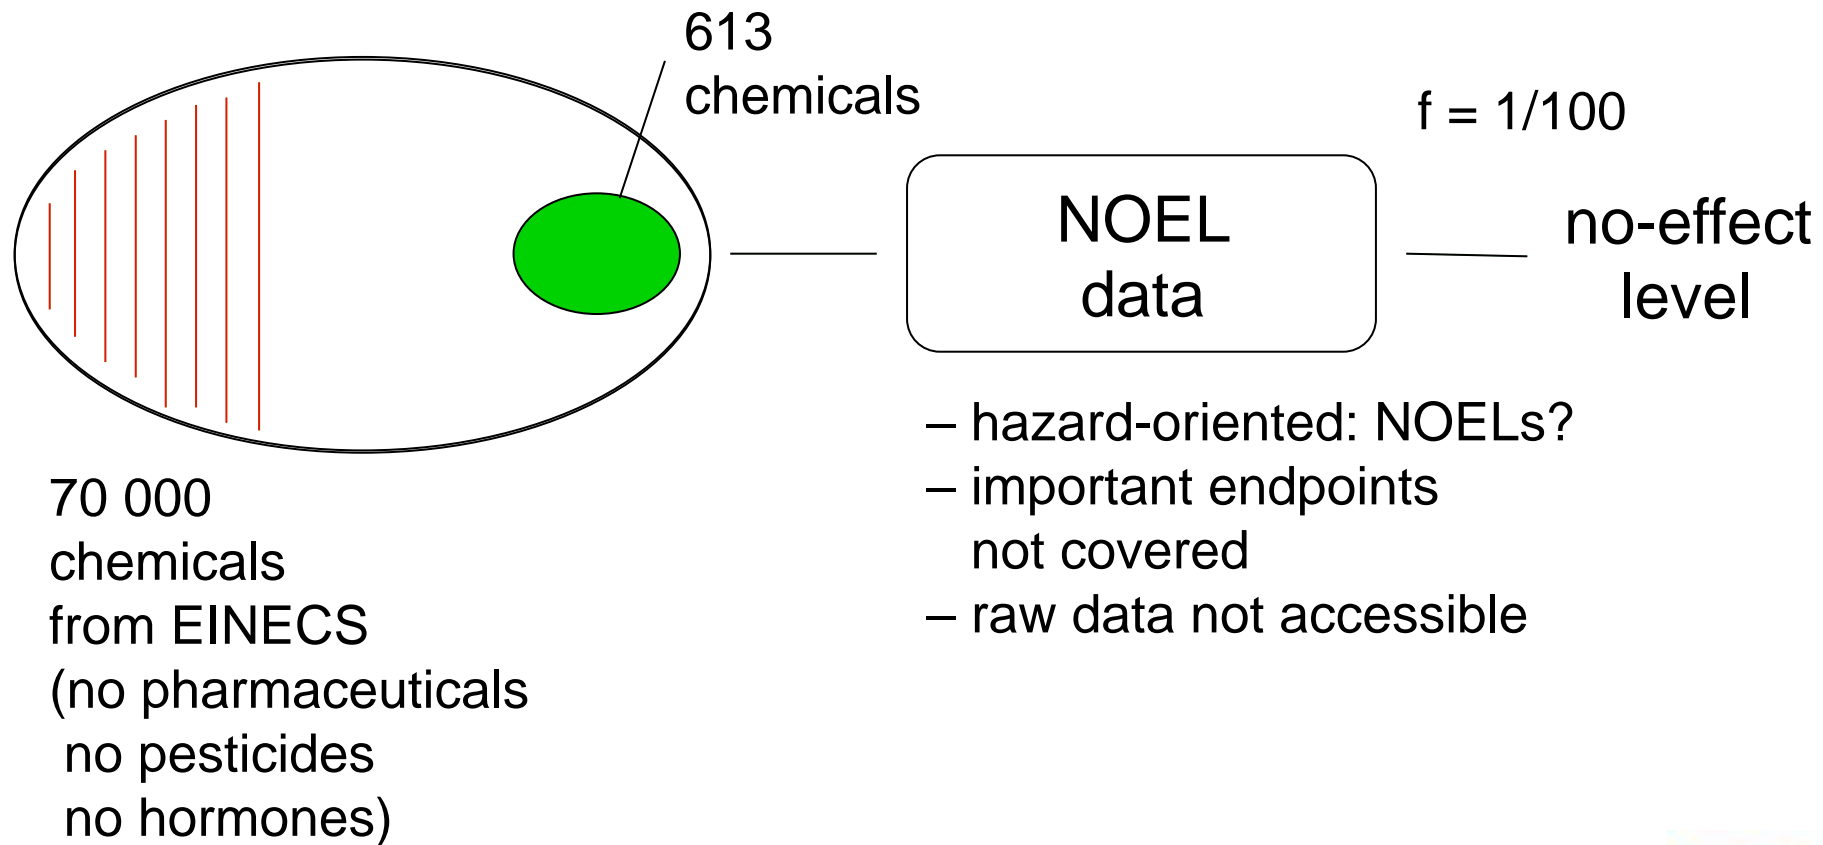 613
chemicals
f = 1/100
NOEL
data
no-effect
level
70 000
chemicals
from EINECS
(no pharmaceuticals
no pesticides
no hormones)
– hazard-oriented: NOELs?
– important endpoints
not covered
– raw data not accessible